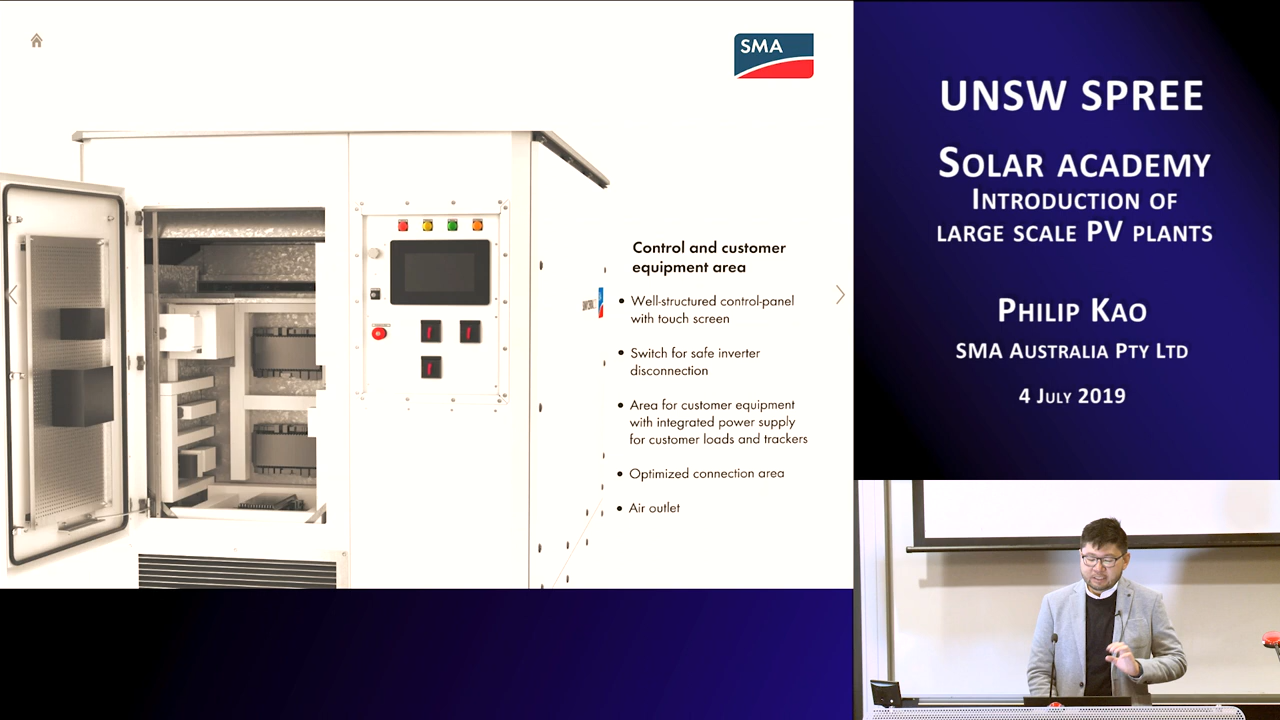 SMA
Control and customer
equipment area
• Well-structured control-panel
with touch screen
• Switch for safe inverter
disconnection
• Area for customer equipment
with integrated power supply
for customer loads and trackers
• Optimized connection area
• Air outlet
UNSW SPREE
SOLAR ACADEMY
INTRODUCTION OF
LARGE SCALE PV PLANTS
PHILIP KAO
SMA AUSTRALIA PTY LTD
4 JULY 2019